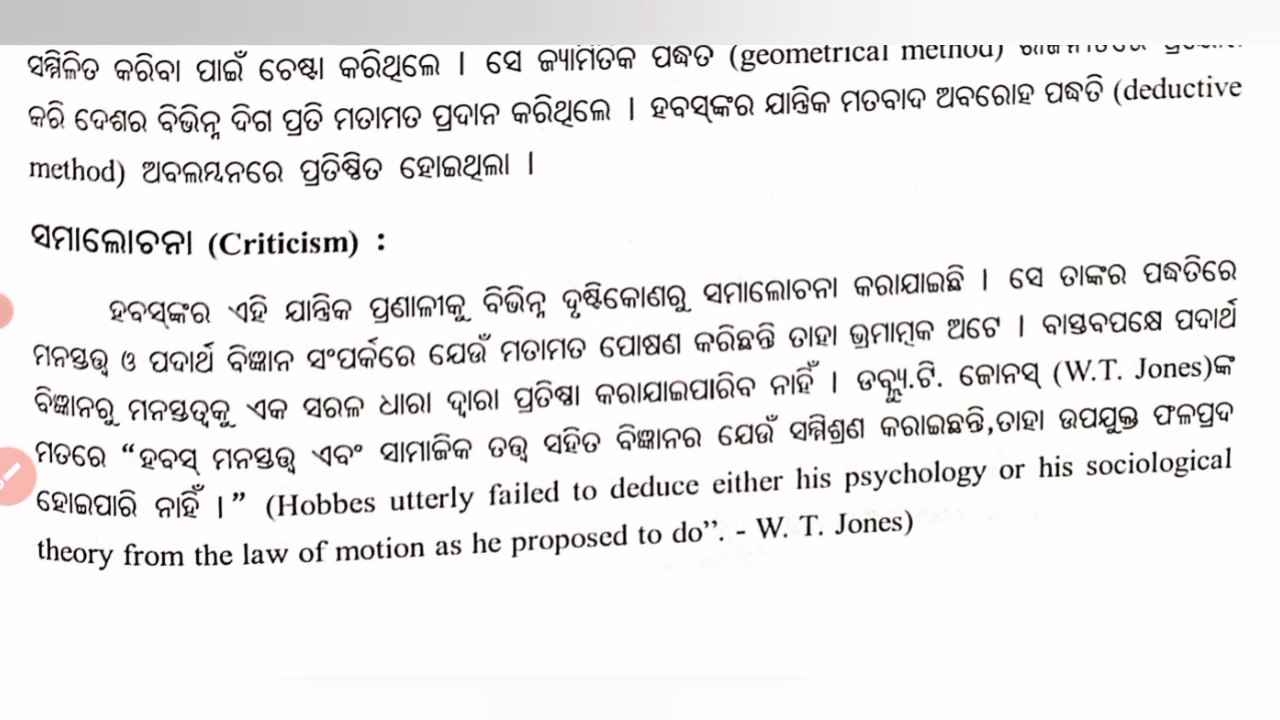 ସମ୍ମିଳିତ କରିବା ପାଇଁ ଚେଷ୍ଟା କରିଥିଲେ । ସେ ଜ୍ୟାମିତିକ ପଦ୍ଧତି (geometrical method)
କରି ଦେଶର ବିଭିନ୍ନ ଦିଗ ପ୍ରତି ମତାମତ ପ୍ରଦାନ କରିଥିଲେ । ହବସ୍‌ଙ୍କର ଯାନ୍ତ୍ରିକ ମତବାଦ ଅବରୋହ ପଦ୍ଧତି (deductive
method) ଅବଲମ୍ବନରେ ପ୍ରତିଷ୍ଠିତ ହୋଇଥିଲା ।
ସମାଲୋଚନା (Criticism) :
ହବସ୍‌ଙ୍କର ଏହି ଯାନ୍ତ୍ରିକ ପ୍ରଣାଳୀକୁ ବିଭିନ୍ନ ଦୃଷ୍ଟିକୋଣରୁ ସମାଲୋଚନା କରାଯାଇଛି । ସେ ତାଙ୍କର ପଦ୍ଧତିରେ
ମନସ୍ତତ୍ତ୍ୱ ଓ ପଦାର୍ଥ ବିଜ୍ଞାନ ସଂପର୍କରେ ଯେଉଁ ମତାମତ ପୋଷଣ କରିଛନ୍ତି ତାହା ଭ୍ରମାତ୍ମକ ଅଟେ । ବାସ୍ତବପକ୍ଷେ ପଦାର୍ଥ
ବିଜ୍ଞାନରୁ ମନସ୍ତତ୍ୱକୁ ଏକ ସରଳ ଧାରା ଦ୍ୱାରା ପ୍ରତିଷ୍ଠା କରାଯାଇପାରିବ ନାହିଁ । ଡବ୍ଲ୍ୟୁ.ଟି. ଜୋନସ୍ (W.T. Jones)ଙ୍କ
ମତରେ “ହବସ୍ ମନସ୍ତତ୍ତ୍ୱ ଏବଂ ସାମାଜିକ ତତ୍ତ୍ୱ ସହିତ ବିଜ୍ଞାନର ଯେଉଁ ସମ୍ମିଶ୍ରଣ କରାଇଛନ୍ତି,ତାହା ଉପଯୁକ୍ତ ଫଳପ୍ରଦ
ହୋଇପାରି ନାହିଁ ।” (Hobbes utterly failed to deduce either his psychology or his sociological
theory from the law of motion as he proposed to do”. - W. T. Jones)